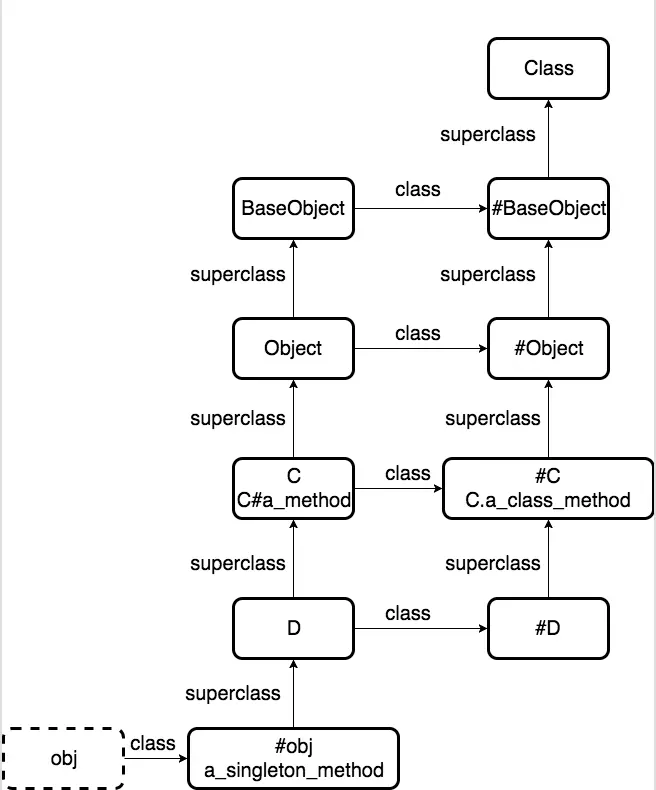 Class
superclass
BaseObject
class
#BaseObject
superclass
superclass
Object
class
#Object
superclass
superclass
C
C#a_method
class
#C
C.a_class_method
superclass
superclass
D
class
#D
superclass
obj
class
#obj
a_singleton_method